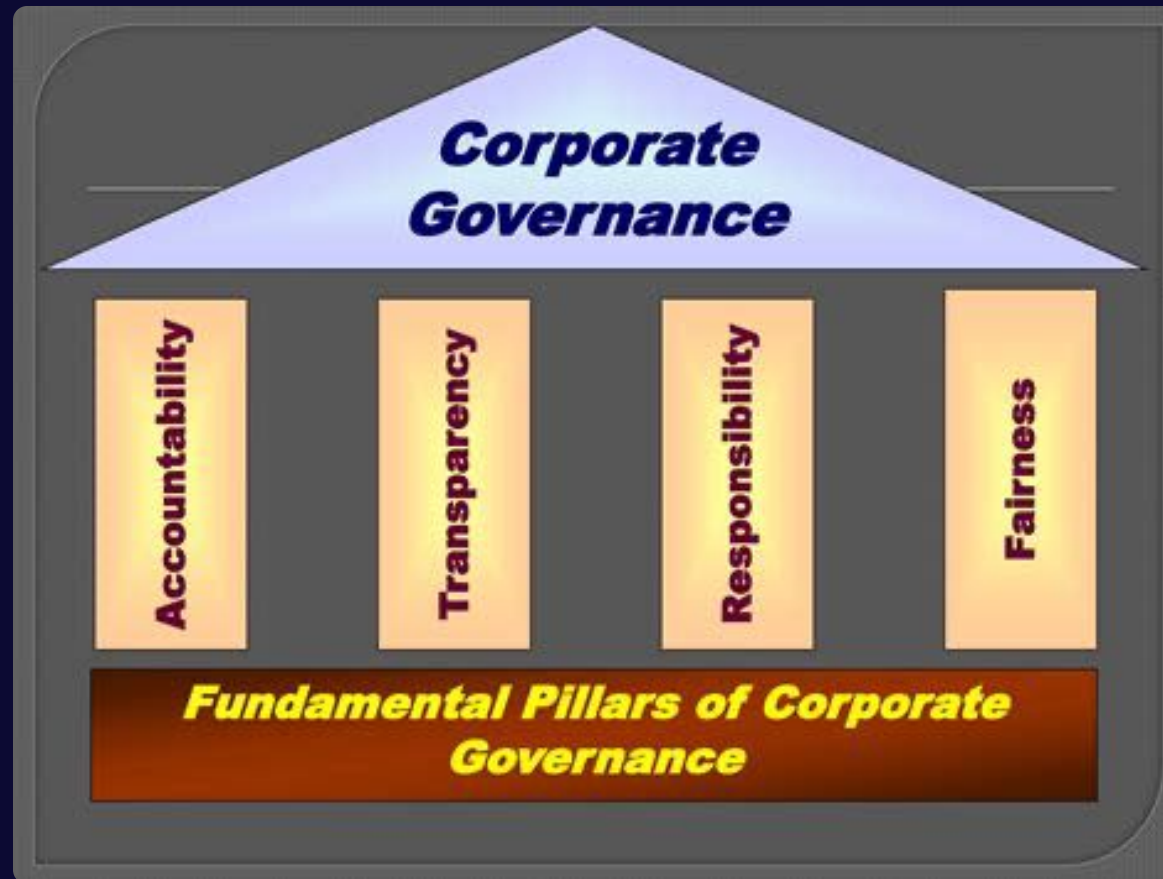 Corporate
Governance
Accountability
Transparency
Responsibility
Fairness
Fundamental Pillars of Corporate
Governance